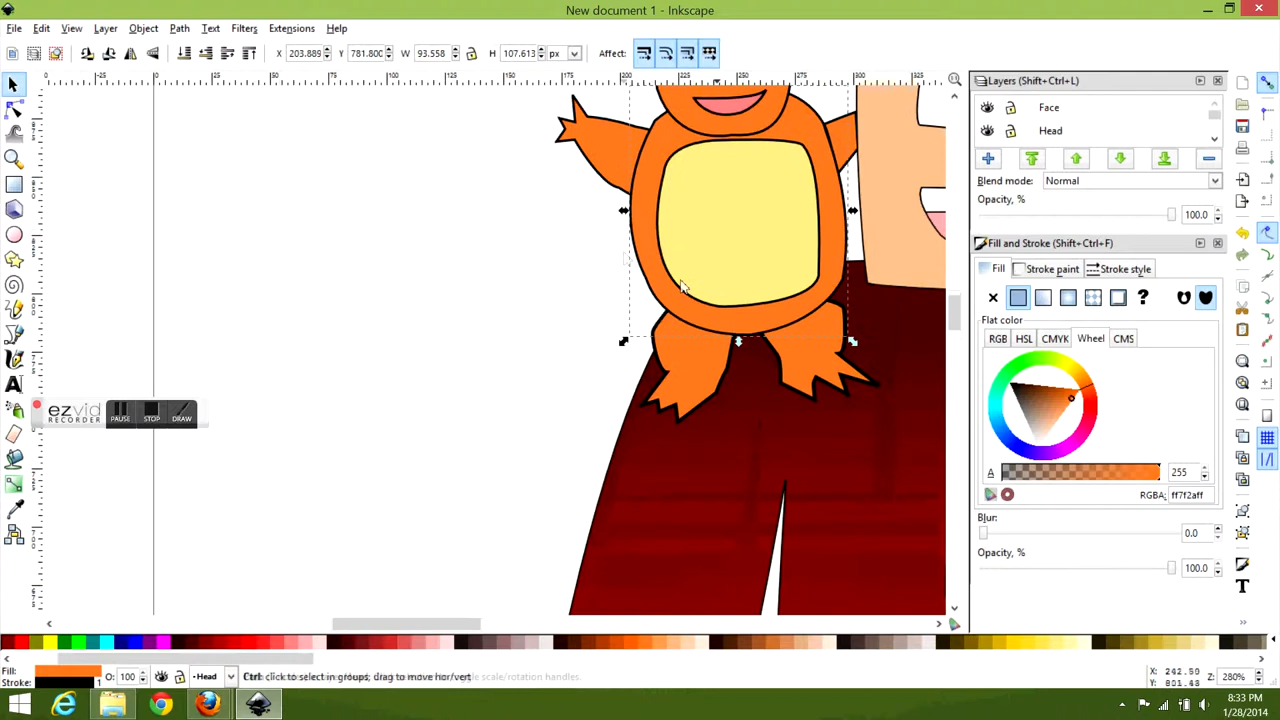 New document 1 - Inkscape
File Edit View Layer Object Path Text Filters Extensions Help
X 203.889 Y 781.800 W 93.558 H 107.613 px Affect:
Layers (Shift+Ctrl+L)
Face
Head
Blend mode: Normal
Opacity, % 100.0
Fill and Stroke (Shift+Ctrl+F)
Fill Stroke paint Stroke style
Flat color
RGB HSL CMYK Wheel CMS
A 255
RGBA: ff7f2aff
Blur: 0.0
Opacity, % 100.0
ezvid RECORDER PAUSE STOP DRAW
Fill: O: 100 Head Ctrl: click to select in groups; drag to move hor/vert
Stroke: 1
X: 242.50
Y: 801.43
Z: 280%
8:33 PM
1/28/2014